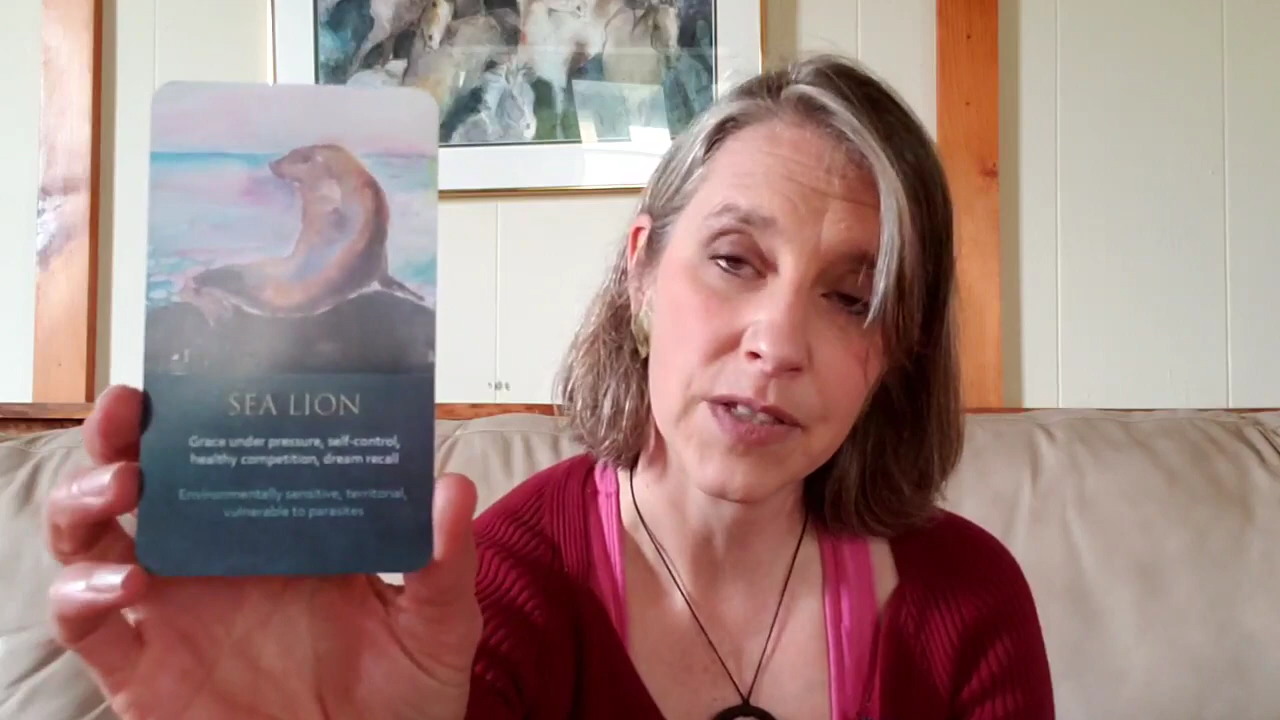 SEA LION
Grace under pressure, self-control,
healthy competition, dream recall
Environmentally sensitive, territorial,
vulnerable to parasites